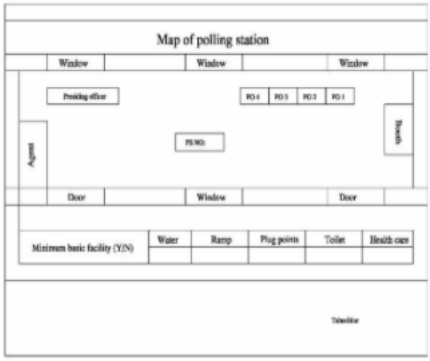 Map of polling station
Window Window Window
Presiding officer PO 4 PO 3 PO 2 PO 1
Booth
Agent
PS NO:
Door Window Door
Minimum basic facility (Y/N) Water Ramp Plug points Toilet Health care